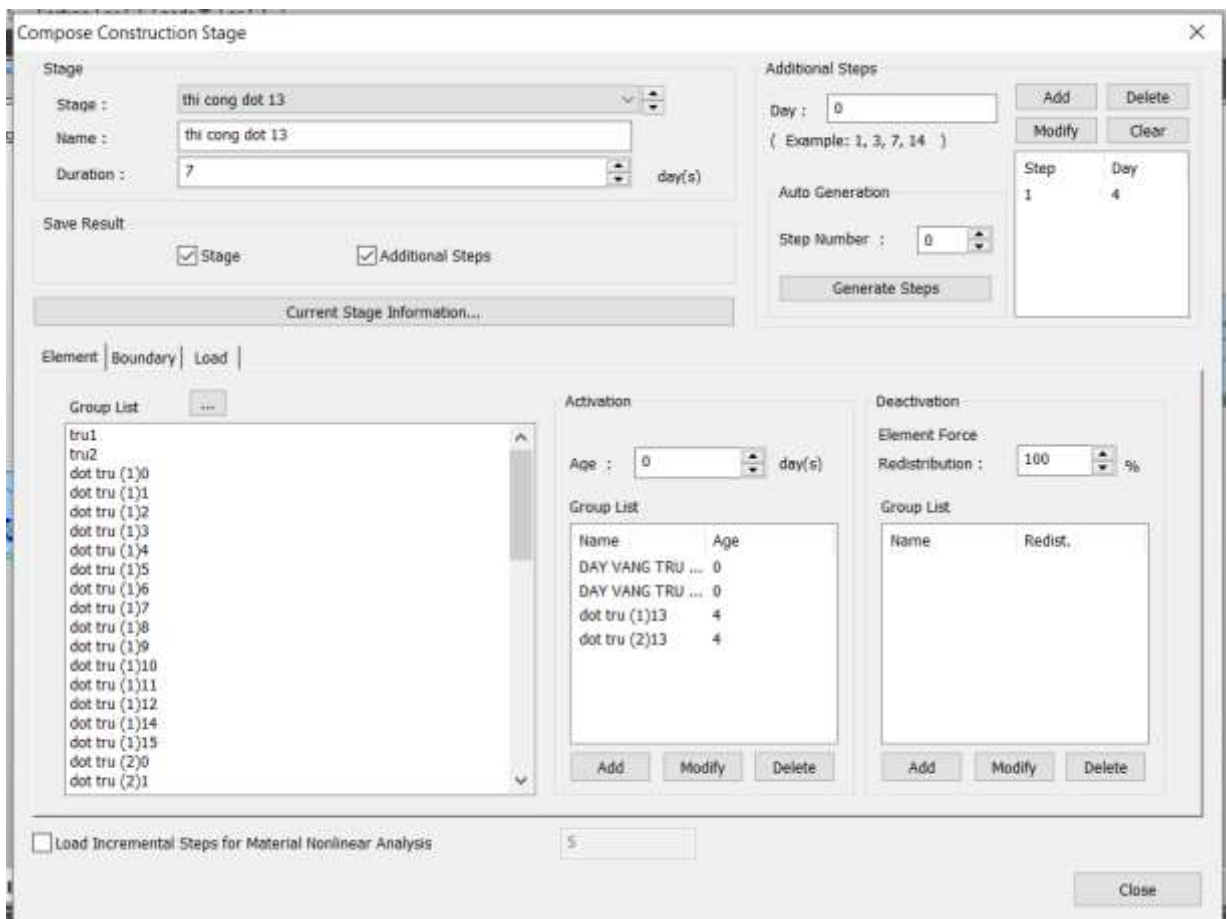 Compose Construction Stage
Stage
Stage :
thi cong dot 13
Name :
thi cong dot 13
Duration :
7
day(s)
Save Result
Stage
Additional Steps
Current Stage Information...
Additional Steps
Day :
0
( Example: 1, 3, 7, 14 )
Add
Delete
Modify
Clear
Step Day
1 4
Auto Generation
Step Number :
0
Generate Steps
Element
Boundary
Load
Group List
...
tru1
tru2
dot tru (1)0
dot tru (1)1
dot tru (1)2
dot tru (1)3
dot tru (1)4
dot tru (1)5
dot tru (1)6
dot tru (1)7
dot tru (1)8
dot tru (1)9
dot tru (1)10
dot tru (1)11
dot tru (1)12
dot tru (1)14
dot tru (1)15
dot tru (2)0
dot tru (2)1
Activation
Age :
0
day(s)
Group List
Name Age
DAY VANG TRU ... 0
DAY VANG TRU ... 0
dot tru (1)13 4
dot tru (2)13 4
Add
Modify
Delete
Deactivation
Element Force
Redistribution :
100
%
Group List
Name Redist.
Add
Modify
Delete
Load Incremental Steps for Material Nonlinear Analysis
5
Close